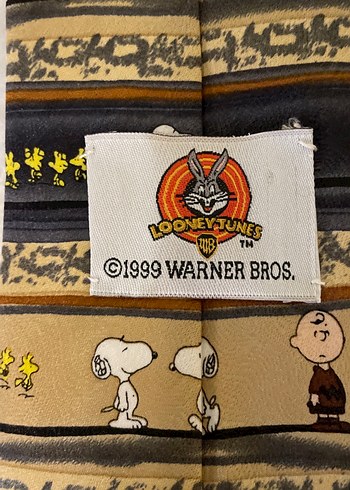 LOONEY TUNES
WB
TM
©1999 WARNER BROS.